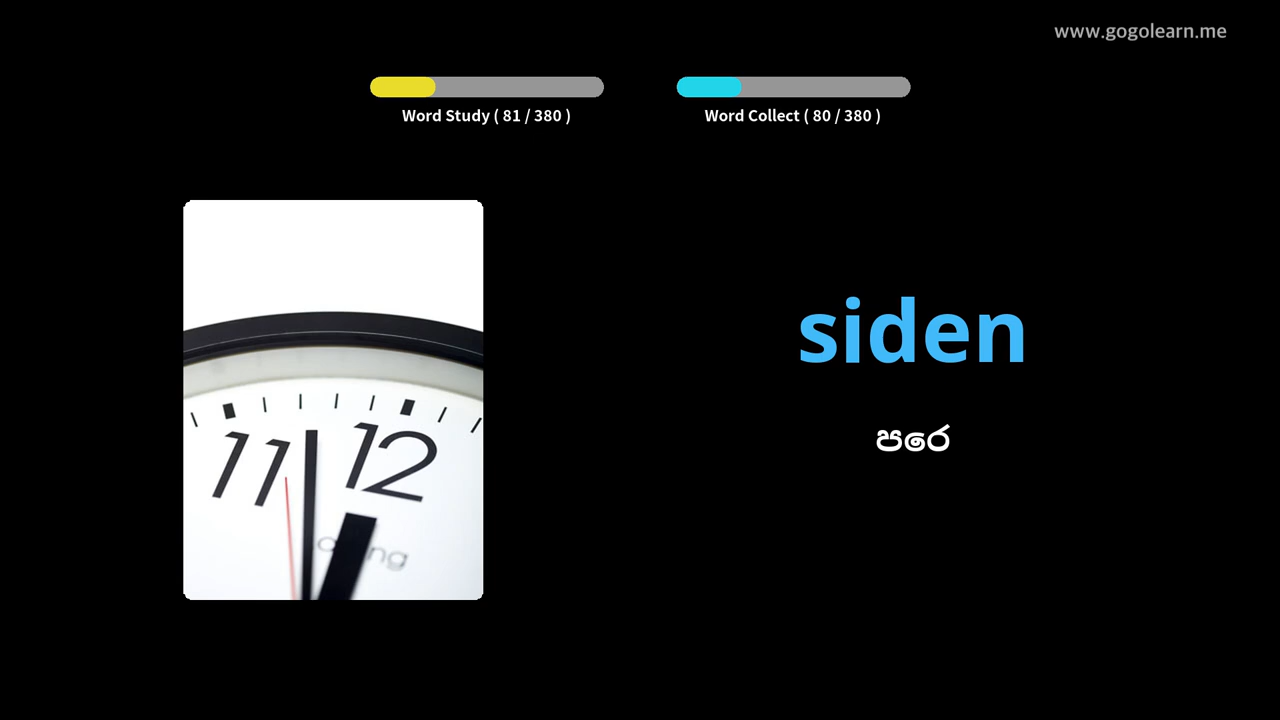 www.gogolearn.me
Word Study ( 81 / 380 )
Word Collect ( 80 / 380 )
siden
පරෙ
11 12